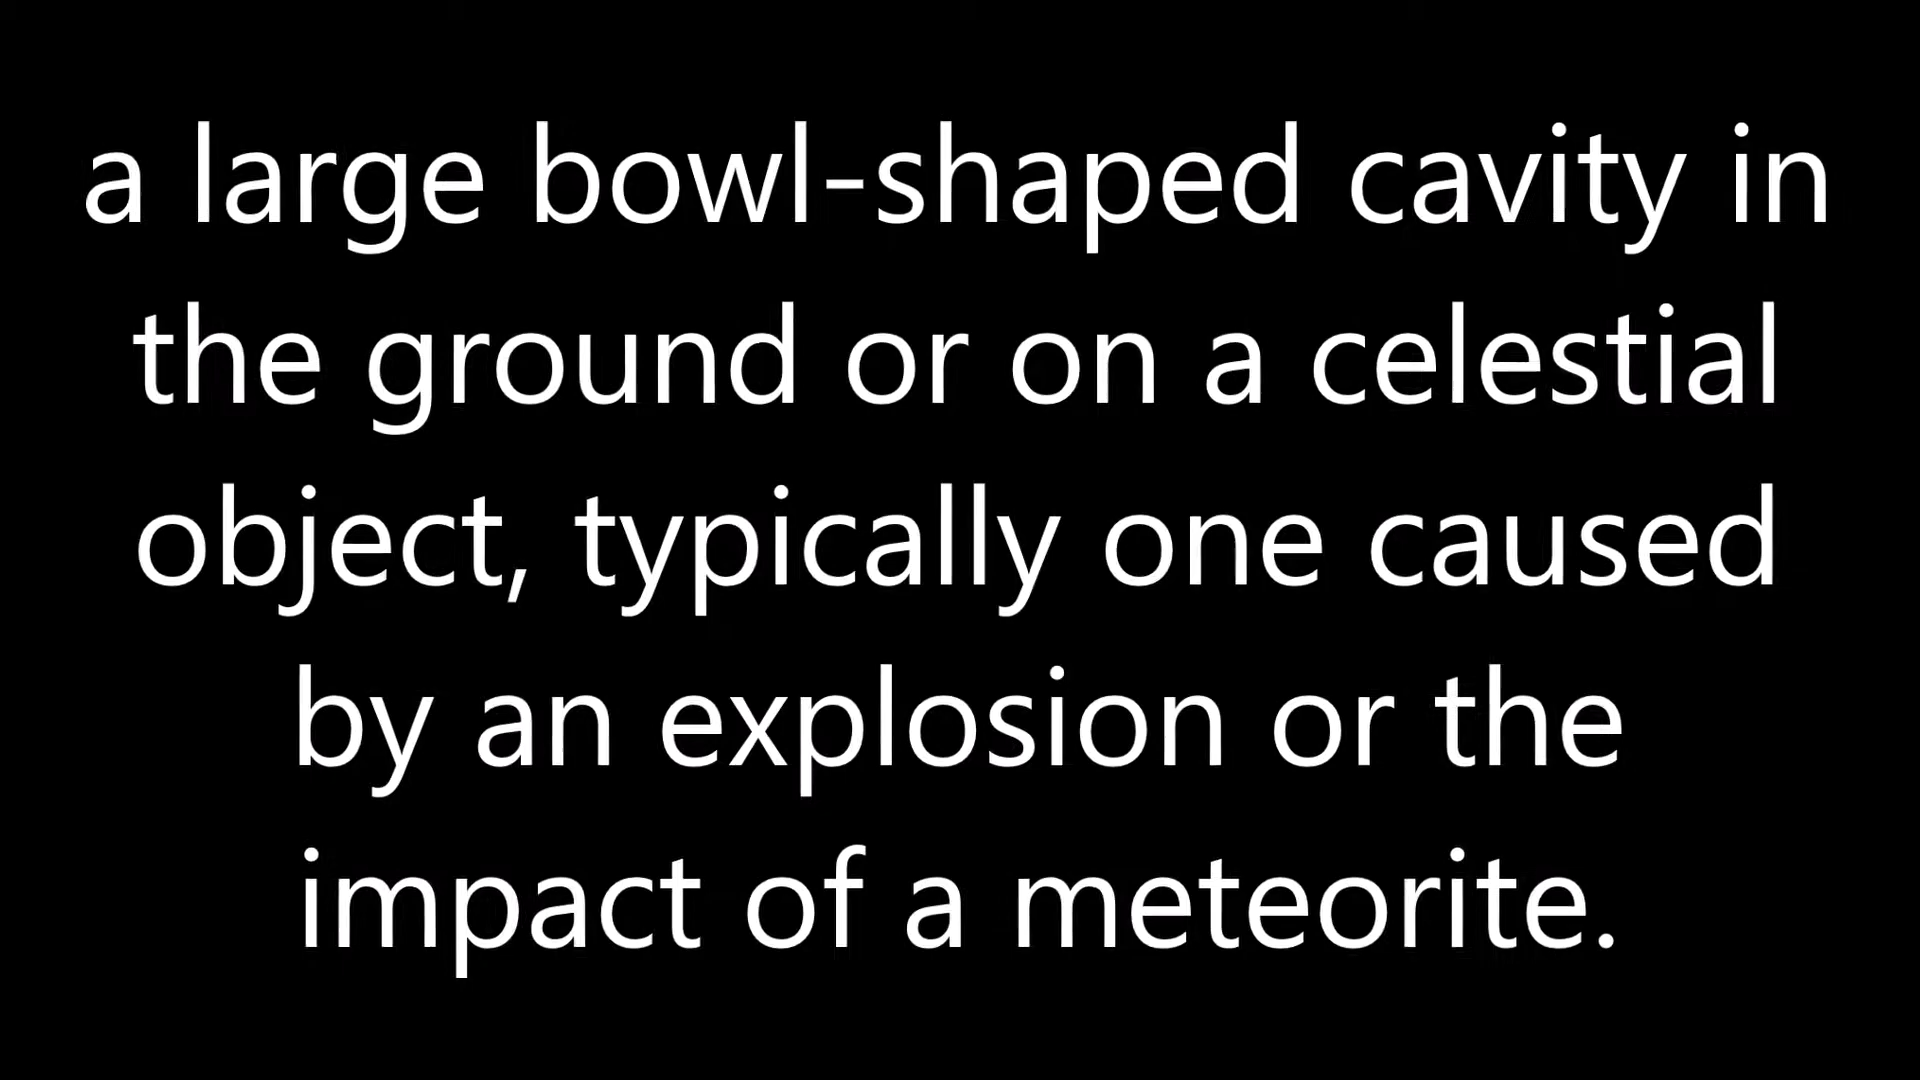 a large bowl-shaped cavity in
the ground or on a celestial
object, typically one caused
by an explosion or the
impact of a meteorite.